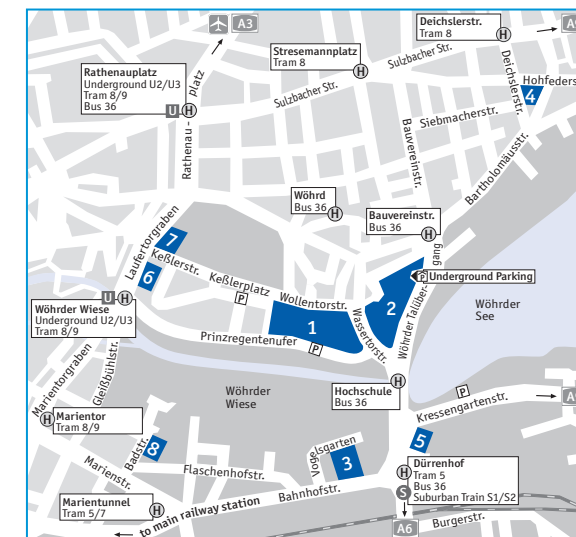 A3
Deichslerstr.
Tram 8
Stresemannplatz
Tram 8
Sulzbacher Str.
Rathenauplatz
Underground U2/U3
Tram 8/9
Bus 36
U
H
H
H
Rathenau - platz
Sulzbacher Str.
Deichslerstr.
Hohfeders
4
Siebmacherstr.
Bauvereinstr.
Bartholomäusstr.
Wöhrd
Bus 36
H
Bauvereinstr.
Bus 36
H
Laufertorgraben
7
6
Keßlerstr.
Keßlerplatz
P
Wollentorstr.
1
Wassertorstr.
2
P
Underground Parking
Wöhrder Talübergang
Wöhrder
See
U
H
Wöhrder Wiese
Underground U2/U3
Tram 8/9
Prinzregentenufer
P
Marientorgraben
Gleißbühlstr.
Wöhrder
Wiese
Hochschule
Bus 36
H
P
Kressengartenstr.
H
Marientor
Tram 8/9
Badstr.
8
Marienstr.
Flaschenhofstr.
Vogelsgarten
3
5
H
S
Dürrenhof
Tram 5
Bus 36
Suburban Train S1/S2
Marientunnel
Tram 5/7
H
Bahnhofstr.
to main railway station
A6
Burgerstr.